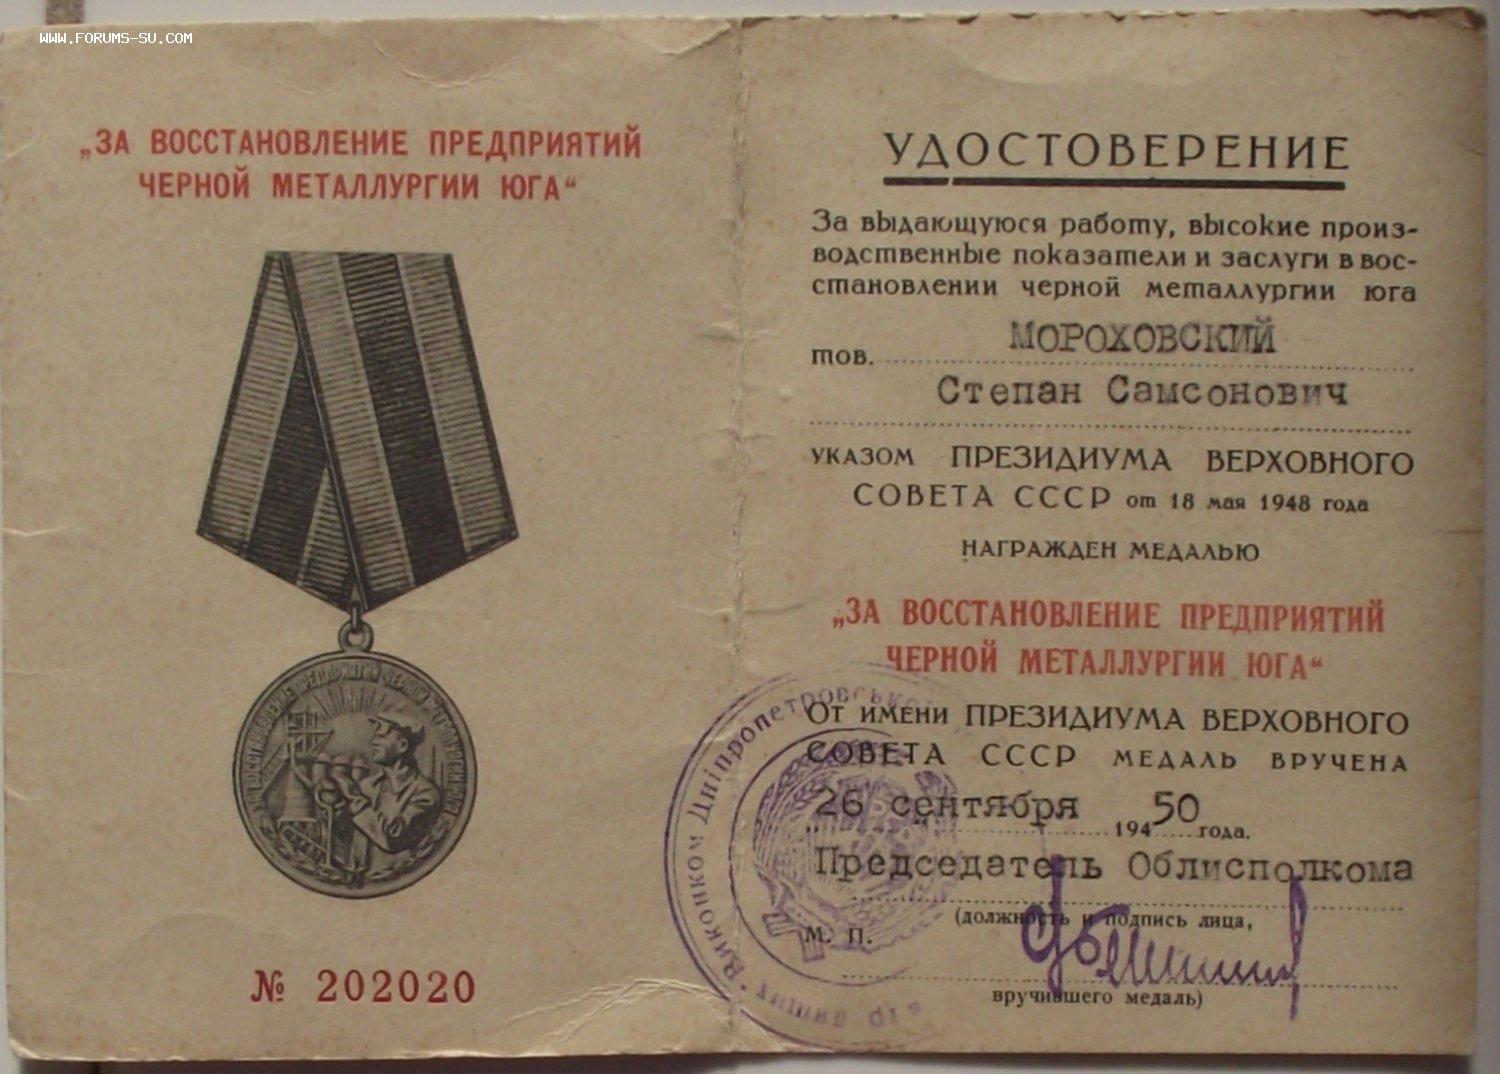 WWW.FORUMS-SU.COM
„ЗА ВОССТАНОВЛЕНИЕ ПРЕДПРИЯТИЙ
ЧЕРНОЙ МЕТАЛЛУРГИИ ЮГА“
№ 202020
УДОСТОВЕРЕНИЕ
За выдающуюся работу, высокие произ-
водственные показатели и заслуги в вос-
становлении черной металлургии юга
тов. МОРОХОВСКИЙ
Степан Самсонович
УКАЗОМ ПРЕЗИДИУМА ВЕРХОВНОГО
СОВЕТА СССР от 18 мая 1948 года
НАГРАЖДЕН МЕДАЛЬЮ
„ЗА ВОССТАНОВЛЕНИЕ ПРЕДПРИЯТИЙ
ЧЕРНОЙ МЕТАЛЛУРГИИ ЮГА“
От имени ПРЕЗИДИУМА ВЕРХОВНОГО
СОВЕТА СССР МЕДАЛЬ ВРУЧЕНА
„26 сентября 19450 года.
Председатель Облисполкома
(должность и подпись лица,
М. П.
вручившего медаль)
Виконком Дніпропетровської